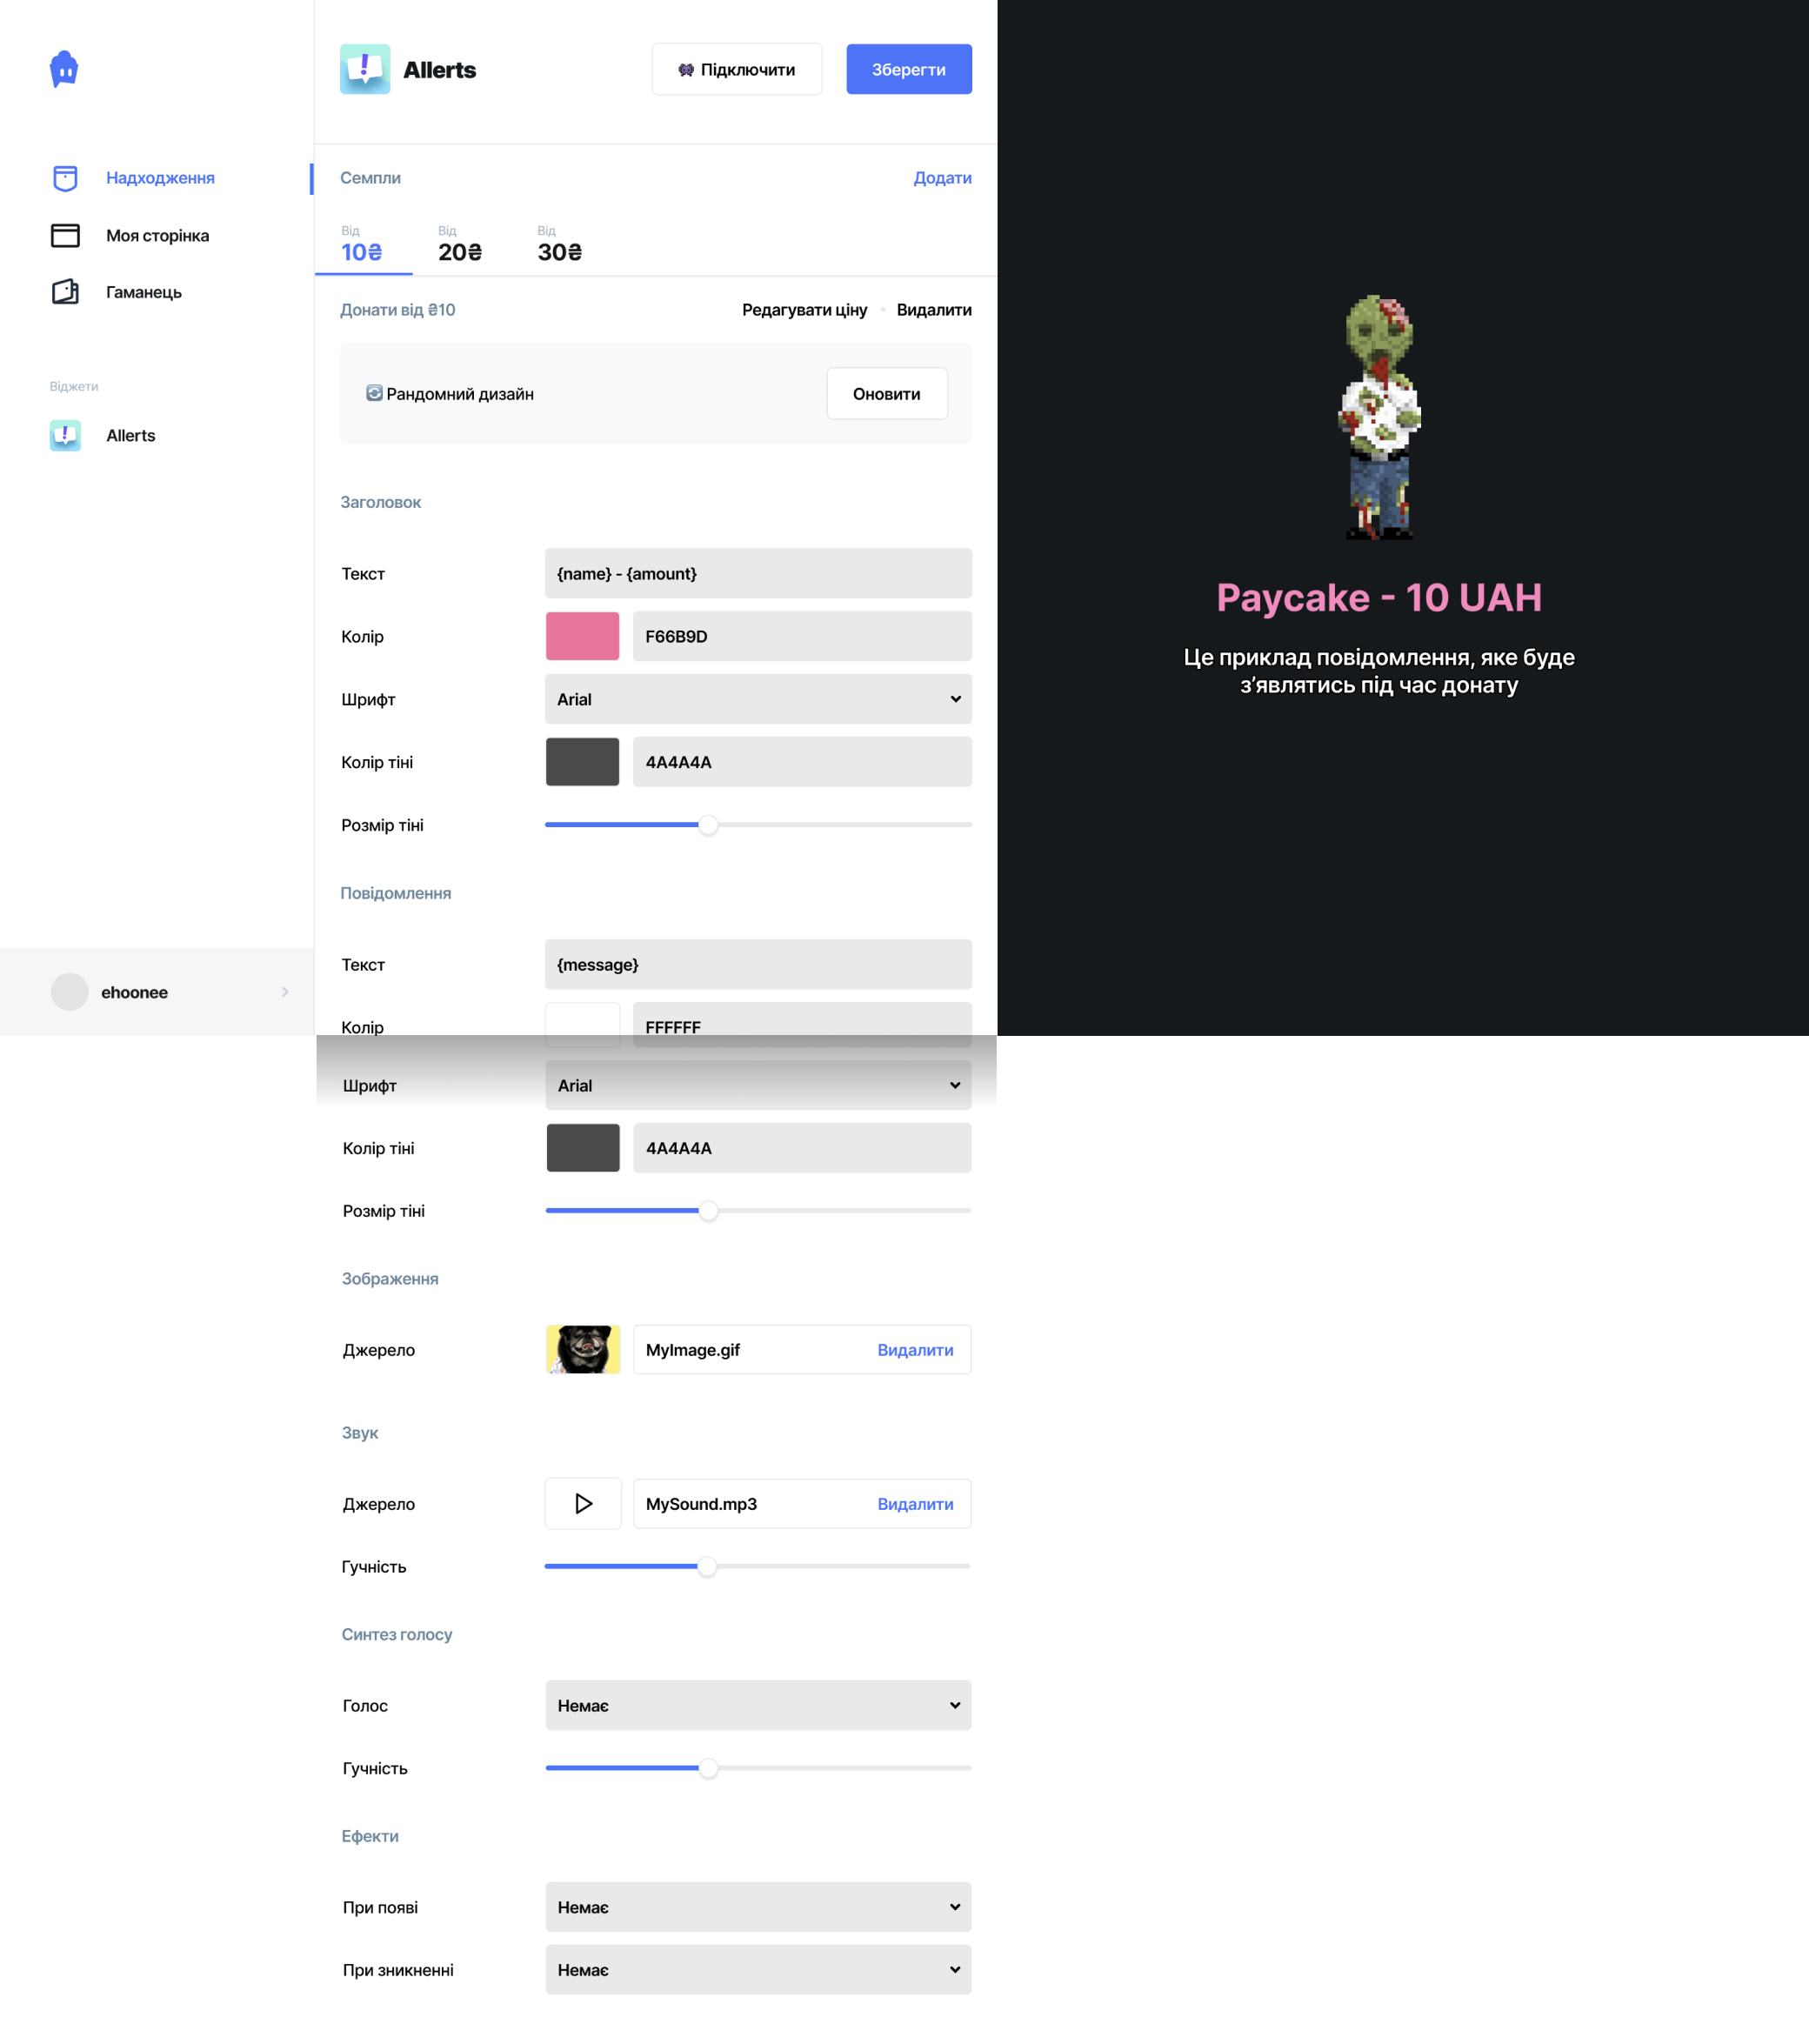 Надходження
Моя сторінка
Гаманець
Віджети
Allerts
ehoonee
Allerts
Підключити
Зберегти
Семпли
Додати
Від
10₴
Від
20₴
Від
30₴
Донати від ₴10
Редагувати ціну
Видалити
Рандомний дизайн
Оновити
Заголовок
Текст
{name} - {amount}
Колір
F66B9D
Шрифт
Arial
Колір тіні
4A4A4A
Розмір тіні
Повідомлення
Текст
{message}
Колір
FFFFFF
Шрифт
Arial
Колір тіні
4A4A4A
Розмір тіні
Зображення
Джерело
MyImage.gif
Видалити
Звук
Джерело
MySound.mp3
Видалити
Гучність
Синтез голосу
Голос
Немає
Гучність
Ефекти
При появі
Немає
При зникненні
Немає
Paycake - 10 UAH
Це приклад повідомлення, яке буде
з’являтись під час донату